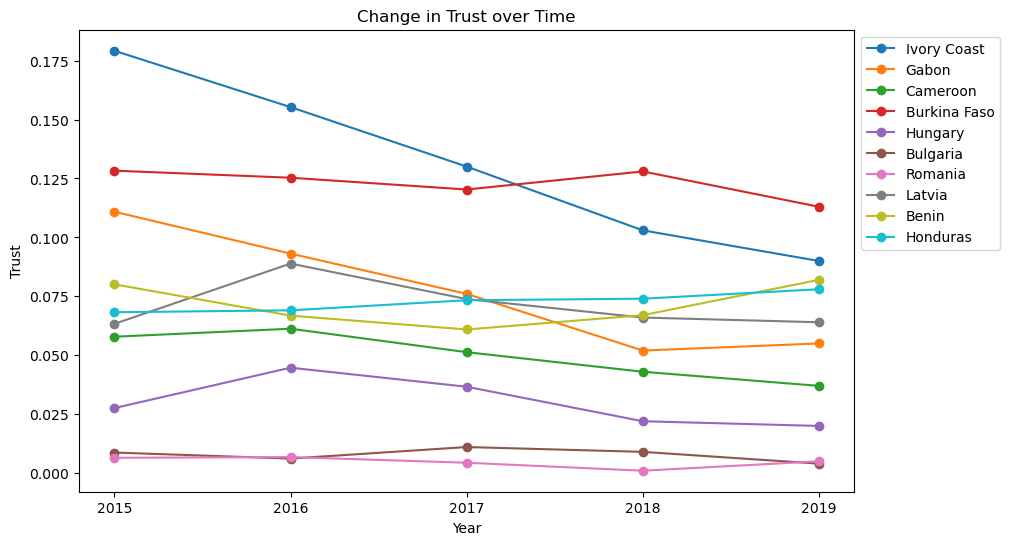 Change in Trust over Time
Trust
0.175
0.150
0.125
0.100
0.075
0.050
0.025
0.000
2015 2016 2017 2018 2019
Year
Ivory Coast
Gabon
Cameroon
Burkina Faso
Hungary
Bulgaria
Romania
Latvia
Benin
Honduras